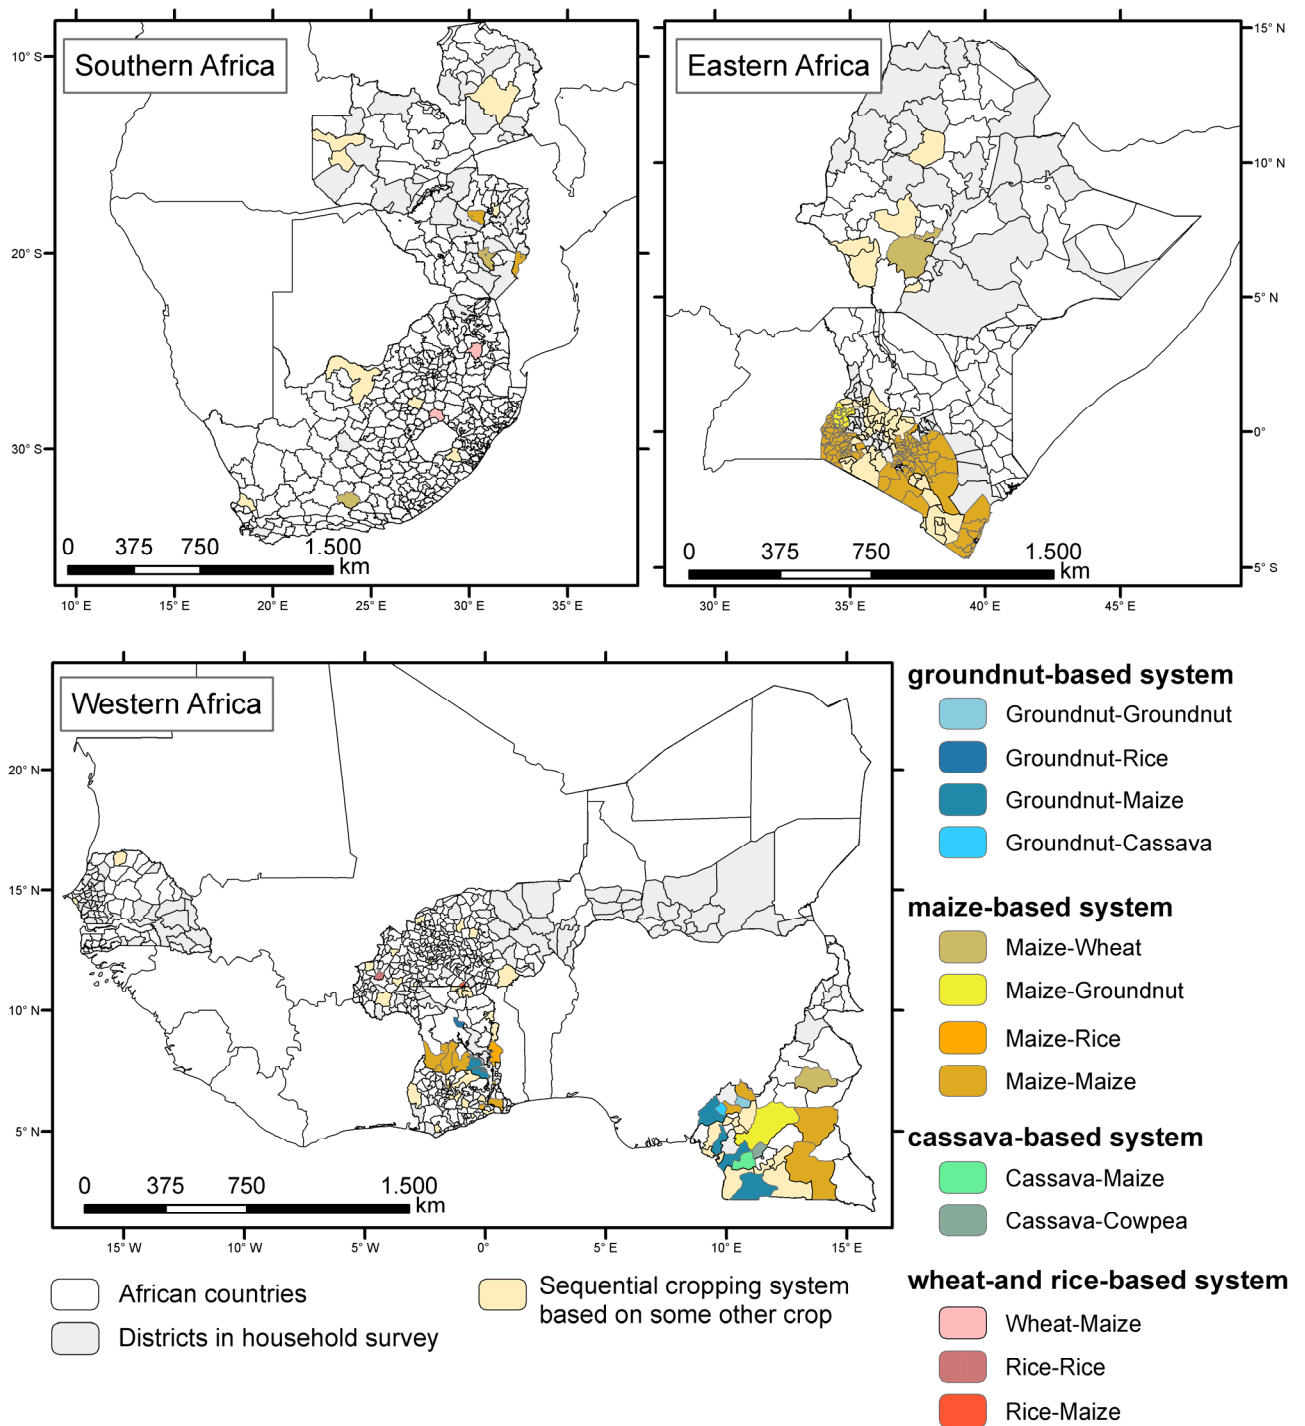 Southern Africa
10° S
20° S
30° S
0 375 750 1.500
km
10° E 15° E 20° E 25° E 30° E 35° E
Eastern Africa
15° N
10° N
5° N
0°
5° S
0 375 750 1.500
km
30° E 35° E 40° E 45° E
Western Africa
20° N
15° N
10° N
5° N
0 375 750 1.500
km
15° W 10° W 5° W 0° 5° E 10° E 15° E
groundnut-based system
Groundnut-Groundnut
Groundnut-Rice
Groundnut-Maize
Groundnut-Cassava
maize-based system
Maize-Wheat
Maize-Groundnut
Maize-Rice
Maize-Maize
cassava-based system
Cassava-Maize
Cassava-Cowpea
wheat-and rice-based system
Wheat-Maize
Rice-Rice
Rice-Maize
African countries
Districts in household survey
Sequential cropping system
based on some other crop